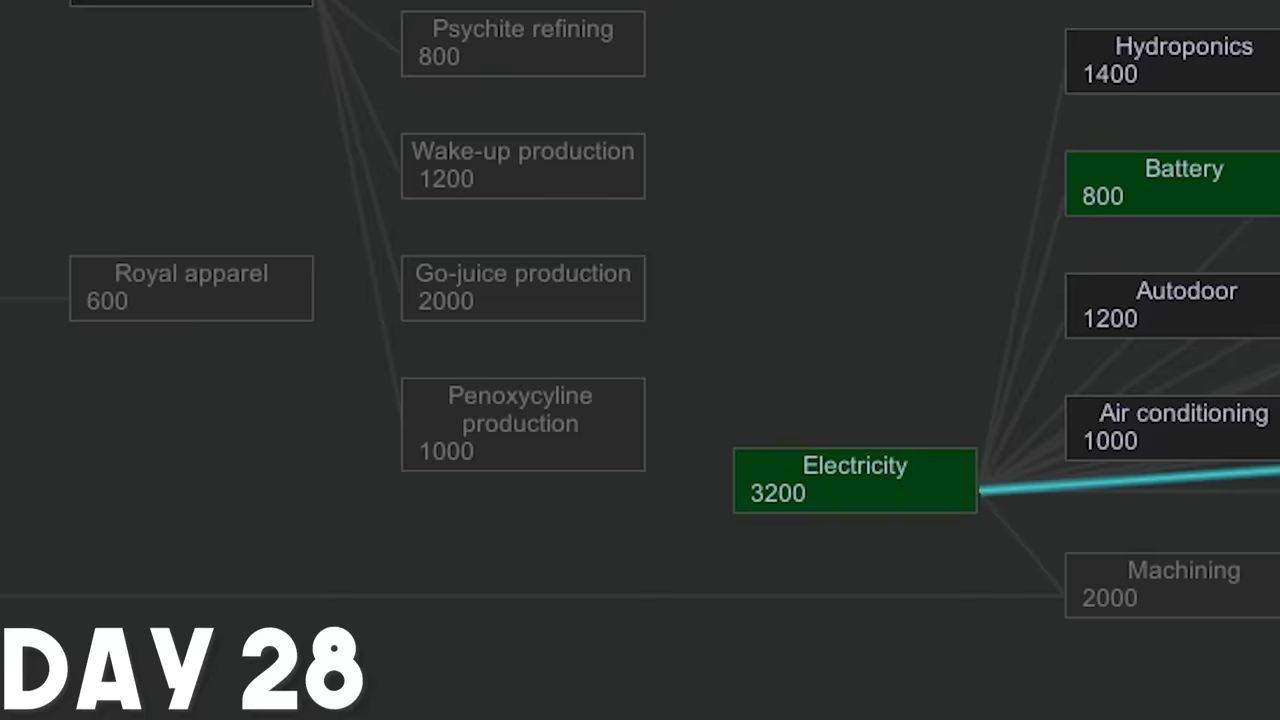 Psychite refining
800
Wake-up production
1200
Royal apparel
600
Go-juice production
2000
Penoxycyline
production
1000
Electricity
3200
Hydroponics
1400
Battery
800
Autodoor
1200
Air conditioning
1000
Machining
2000
DAY 28